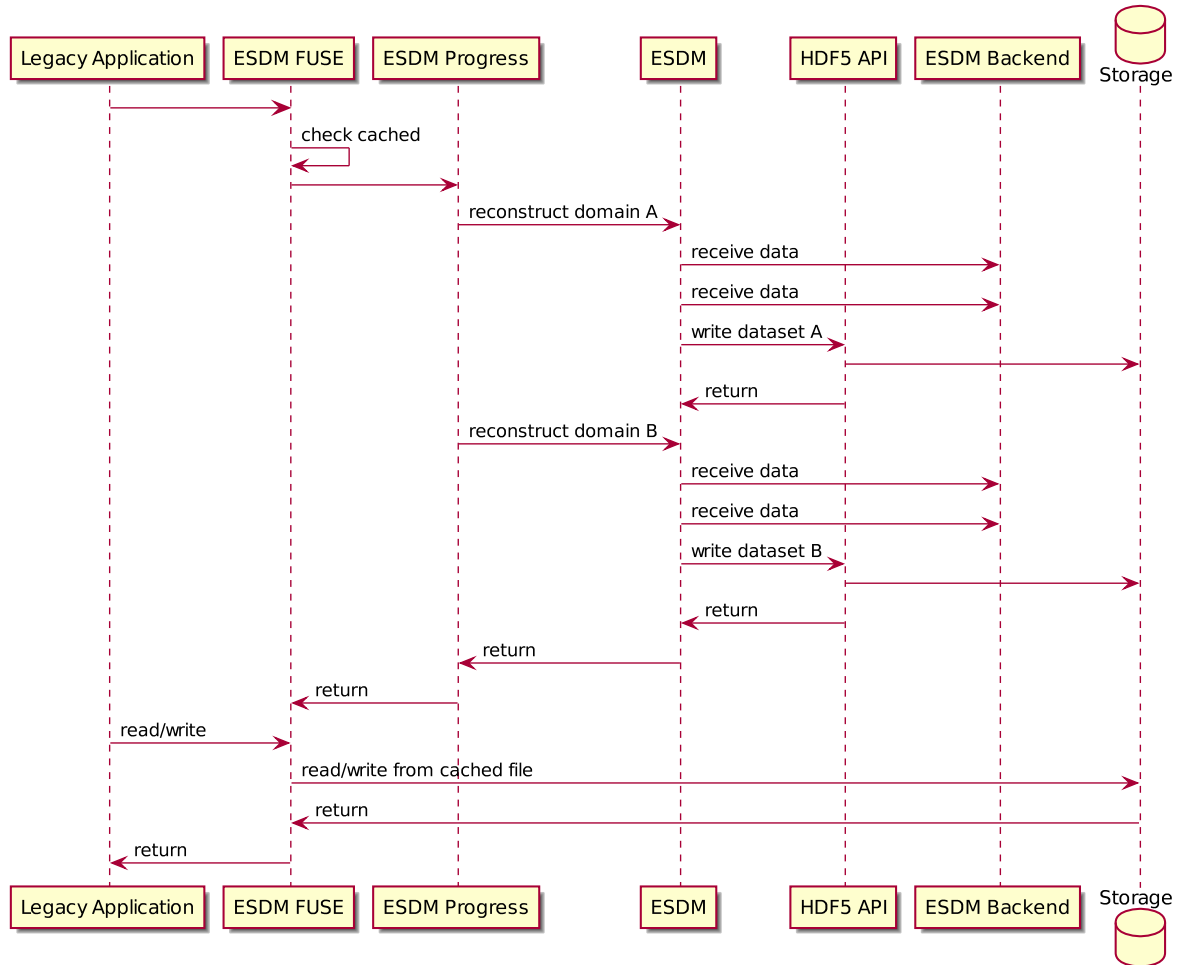 Storage
Legacy Application
ESDM FUSE
ESDM Progress
ESDM
HDF5 API
ESDM Backend
check cached
reconstruct domain A
receive data
receive data
write dataset A
return
reconstruct domain B
receive data
receive data
write dataset B
return
return
return
read/write
read/write from cached file
return
return
Legacy Application
ESDM FUSE
ESDM Progress
ESDM
HDF5 API
ESDM Backend
Storage